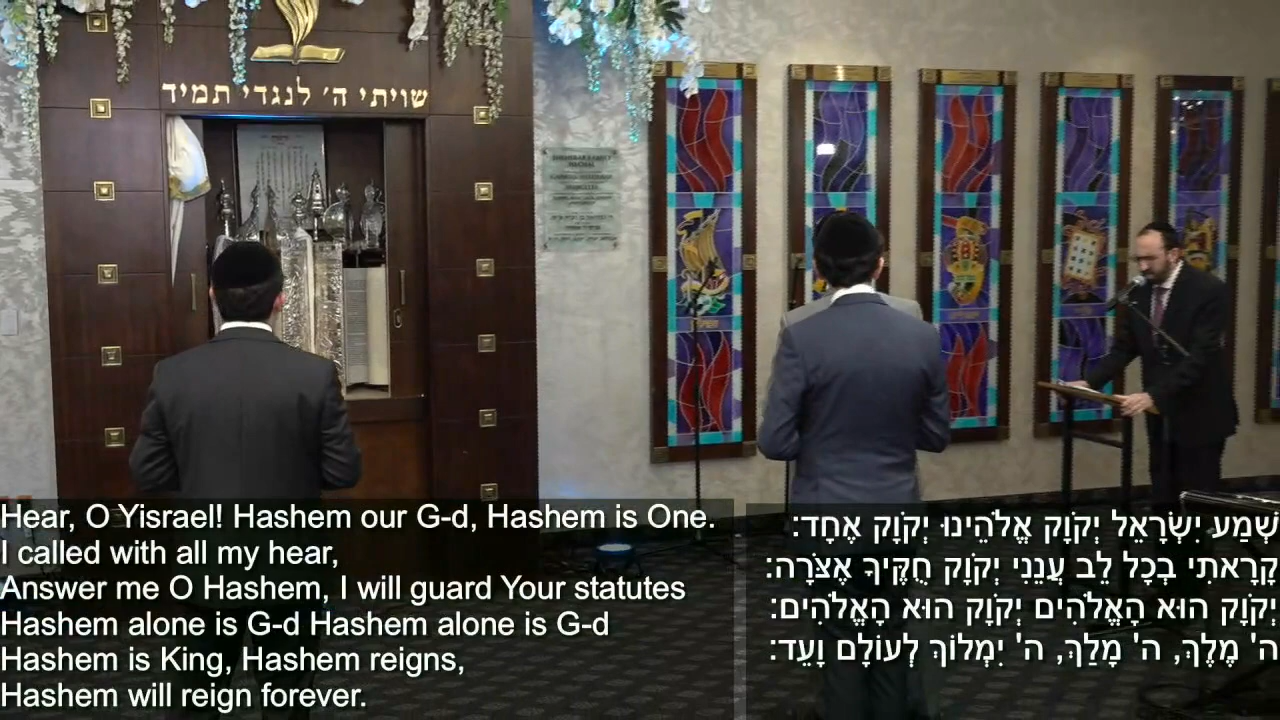 שויתי ה׳ לנגדי תמיד
Hear, O Yisrael! Hashem our G-d, Hashem is One.
I called with all my hear,
Answer me O Hashem, I will guard Your statutes
Hashem alone is G-d Hashem alone is G-d
Hashem is King, Hashem reigns,
Hashem will reign forever.
שְׁמַע יִשְׂרָאֵל יְקֹוָק אֱלֹהֵינוּ יְקֹוָק אֶחָד:
קָרָאתִי בְכָל לֵב עֲנֵנִי יְקֹוָק חֻקֶּיךָ אֶצֹּרָה:
יְקֹוָק הוּא הָאֱלֹהִים יְקֹוָק הוּא הָאֱלֹהִים:
ה' מֶלֶךְ, ה' מָלַךְ, ה' יִמְלוֹךְ לְעוֹלָם וָעֵד: